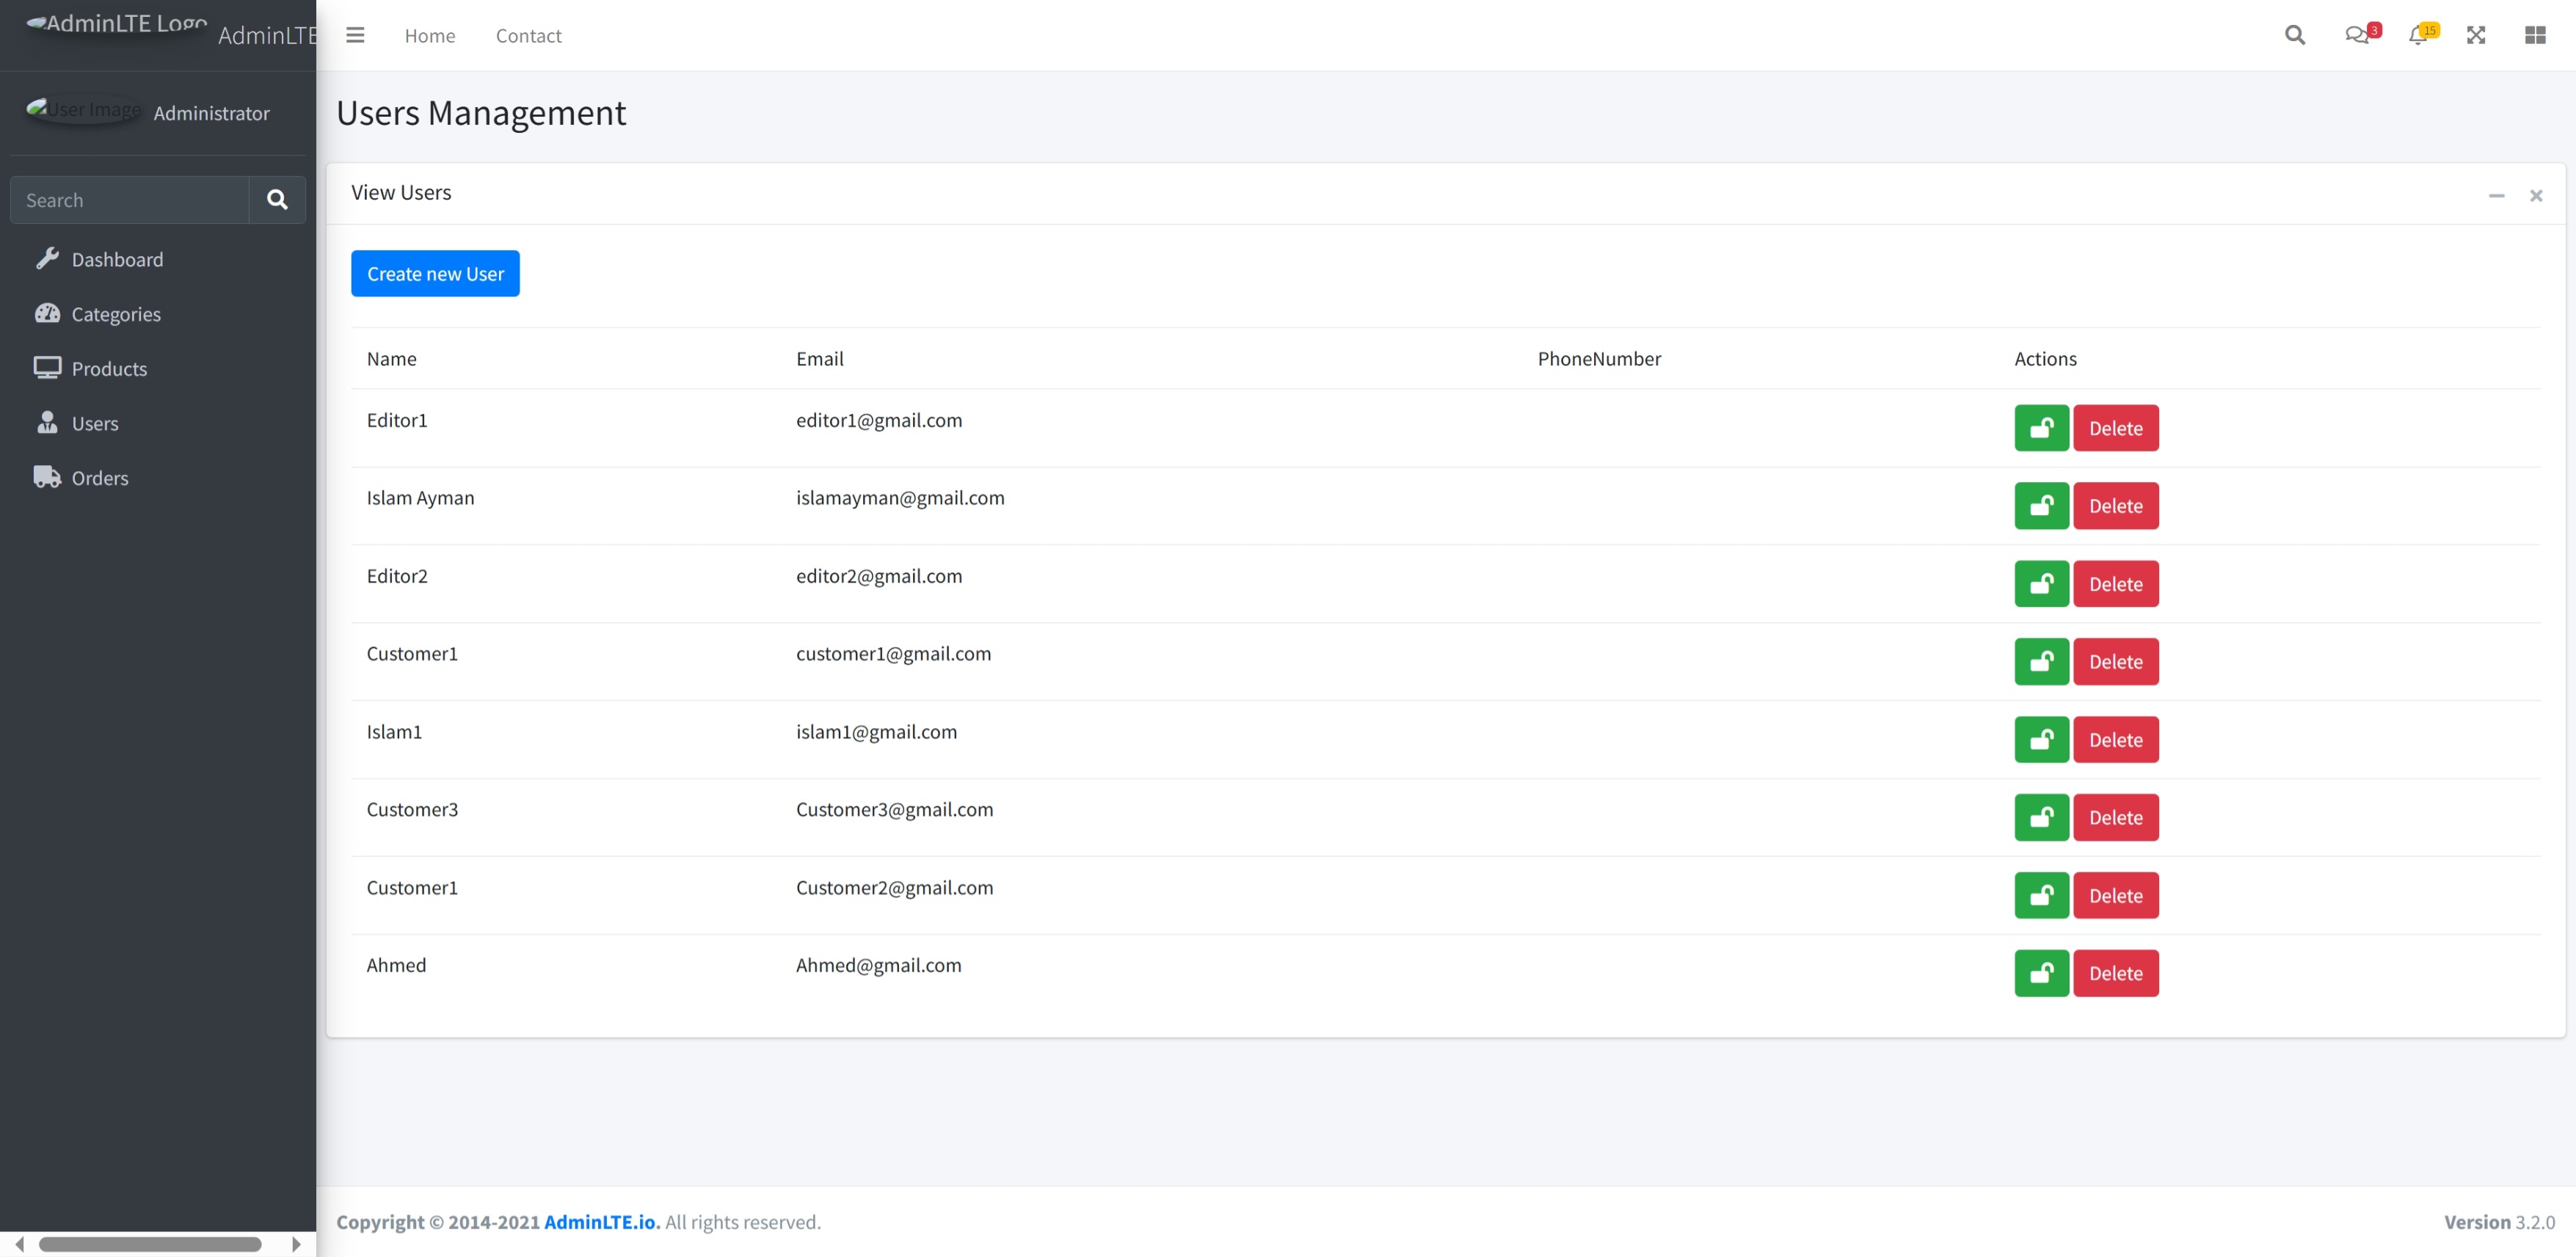 AdminLTE Logo AdminLTE
Home Contact 3 15
User Image Administrator
Search
Dashboard
Categories
Products
Users
Orders
Users Management
View Users
Create new User
Name Email PhoneNumber Actions
Editor1 editor1@gmail.com Delete
Islam Ayman islamayman@gmail.com Delete
Editor2 editor2@gmail.com Delete
Customer1 customer1@gmail.com Delete
Islam1 islam1@gmail.com Delete
Customer3 Customer3@gmail.com Delete
Customer1 Customer2@gmail.com Delete
Ahmed Ahmed@gmail.com Delete
Copyright © 2014-2021 AdminLTE.io. All rights reserved. Version 3.2.0